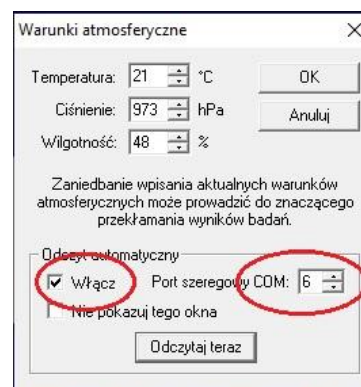 Warunki atmosferyczne
Temperatura: 21 °C OK
Ciśnienie: 973 hPa Anuluj
Wilgotność: 48 %
Zaniedbanie wpisania aktualnych warunków
atmosferycznych może prowadzić do znaczącego
przekłamania wyników badań.
Odczyt automatyczny
Włącz Port szeregowy COM: 6
Nie pokazuj tego okna
Odczytaj teraz